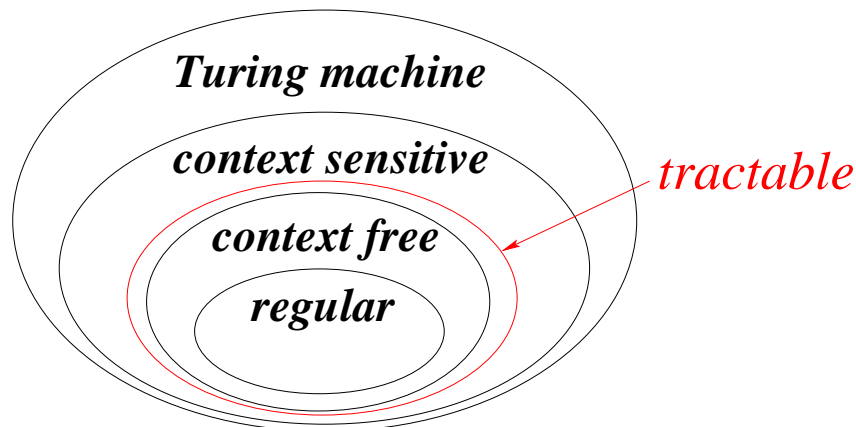 Turing machine
context sensitive
tractable
context free
regular